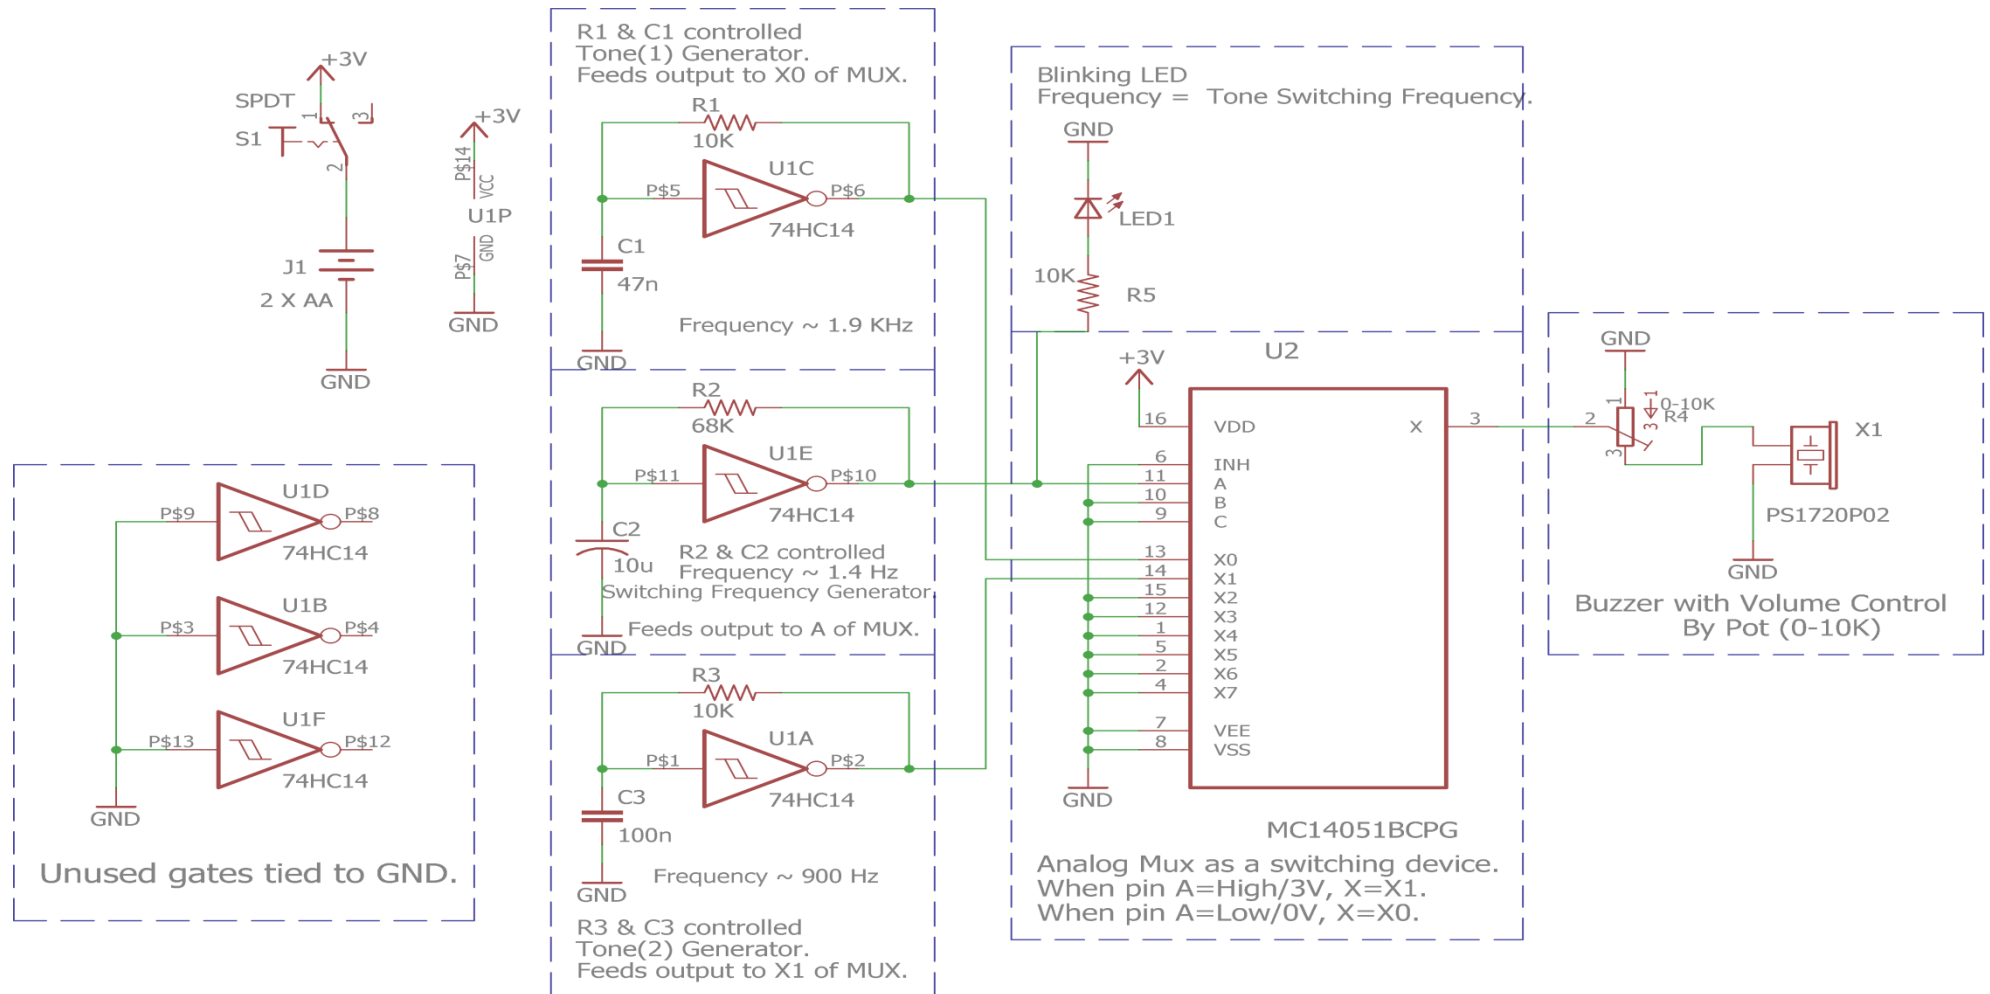 +3V
SPDT
1
3
S1
2
J1
2 X AA
GND
+3V
P$14
VCC
U1P
GND
P$7
GND
U1D
P$9
P$8
74HC14
U1B
P$3
P$4
74HC14
U1F
P$13
P$12
74HC14
GND
Unused gates tied to GND.
R1 & C1 controlled
Tone(1) Generator.
Feeds output to X0 of MUX.
R1
10K
U1C
P$5
P$6
74HC14
C1
47n
Frequency ~ 1.9 KHz
GND
R2
68K
U1E
P$11
P$10
74HC14
C2
10u
R2 & C2 controlled
Frequency ~ 1.4 Hz
Switching Frequency Generator.
Feeds output to A of MUX.
GND
R3
10K
U1A
P$1
P$2
74HC14
C3
100n
Frequency ~ 900 Hz
GND
R3 & C3 controlled
Tone(2) Generator.
Feeds output to X1 of MUX.
Blinking LED
Frequency = Tone Switching Frequency.
GND
LED1
10K
R5
+3V
U2
16 VDD
X 3
6 INH
11 A
10 B
9 C
13 X0
14 X1
15 X2
12 X3
1 X4
5 X5
2 X6
4 X7
7 VEE
8 VSS
GND
MC14051BCPG
Analog Mux as a switching device.
When pin A=High/3V, X=X1.
When pin A=Low/0V, X=X0.
GND
1
1
0-10K
R4
3
2
3
X1
PS1720P02
GND
Buzzer with Volume Control
By Pot (0-10K)